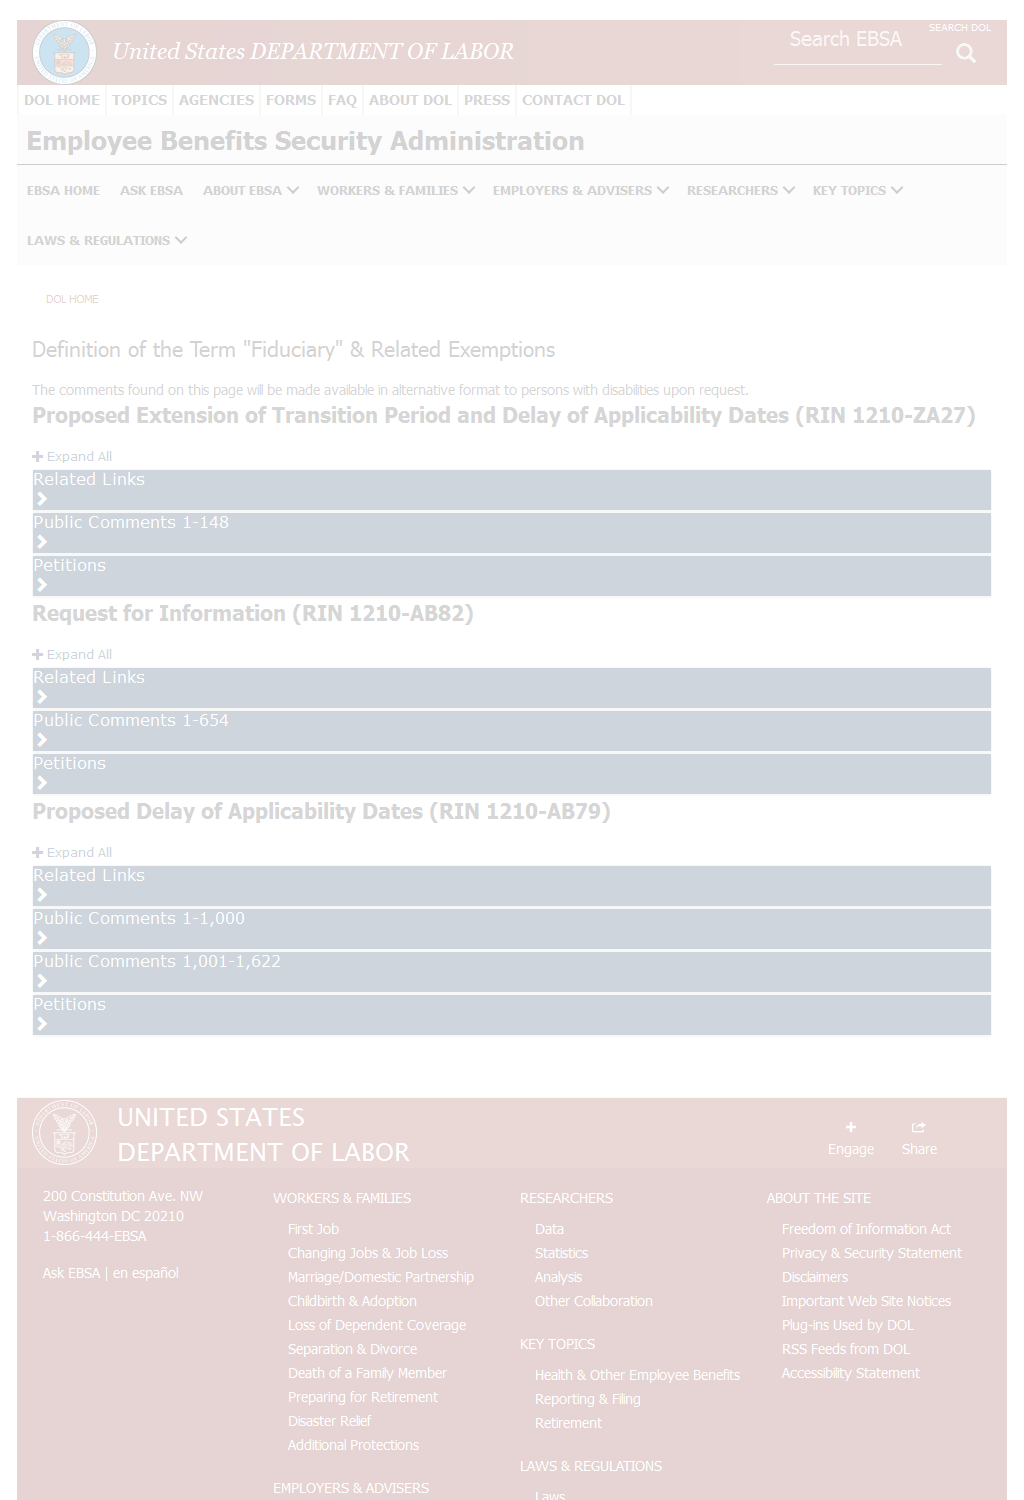 United States DEPARTMENT OF LABOR
SEARCH DOL
Search EBSA
DOL HOME TOPICS AGENCIES FORMS FAQ ABOUT DOL PRESS CONTACT DOL
Employee Benefits Security Administration
EBSA HOME ASK EBSA ABOUT EBSA WORKERS & FAMILIES EMPLOYERS & ADVISERS RESEARCHERS KEY TOPICS
LAWS & REGULATIONS
DOL HOME
Definition of the Term "Fiduciary" & Related Exemptions
The comments found on this page will be made available in alternative format to persons with disabilities upon request.
Proposed Extension of Transition Period and Delay of Applicability Dates (RIN 1210-ZA27)
Expand All
Related Links
Public Comments 1-148
Petitions
Request for Information (RIN 1210-AB82)
Expand All
Related Links
Public Comments 1-654
Petitions
Proposed Delay of Applicability Dates (RIN 1210-AB79)
Expand All
Related Links
Public Comments 1-1,000
Public Comments 1,001-1,622
Petitions
UNITED STATES
DEPARTMENT OF LABOR
Engage
Share
200 Constitution Ave. NW
Washington DC 20210
1-866-444-EBSA
Ask EBSA | en español
WORKERS & FAMILIES
First Job
Changing Jobs & Job Loss
Marriage/Domestic Partnership
Childbirth & Adoption
Loss of Dependent Coverage
Separation & Divorce
Death of a Family Member
Preparing for Retirement
Disaster Relief
Additional Protections
EMPLOYERS & ADVISERS
RESEARCHERS
Data
Statistics
Analysis
Other Collaboration
KEY TOPICS
Health & Other Employee Benefits
Reporting & Filing
Retirement
LAWS & REGULATIONS
Laws
ABOUT THE SITE
Freedom of Information Act
Privacy & Security Statement
Disclaimers
Important Web Site Notices
Plug-ins Used by DOL
RSS Feeds from DOL
Accessibility Statement